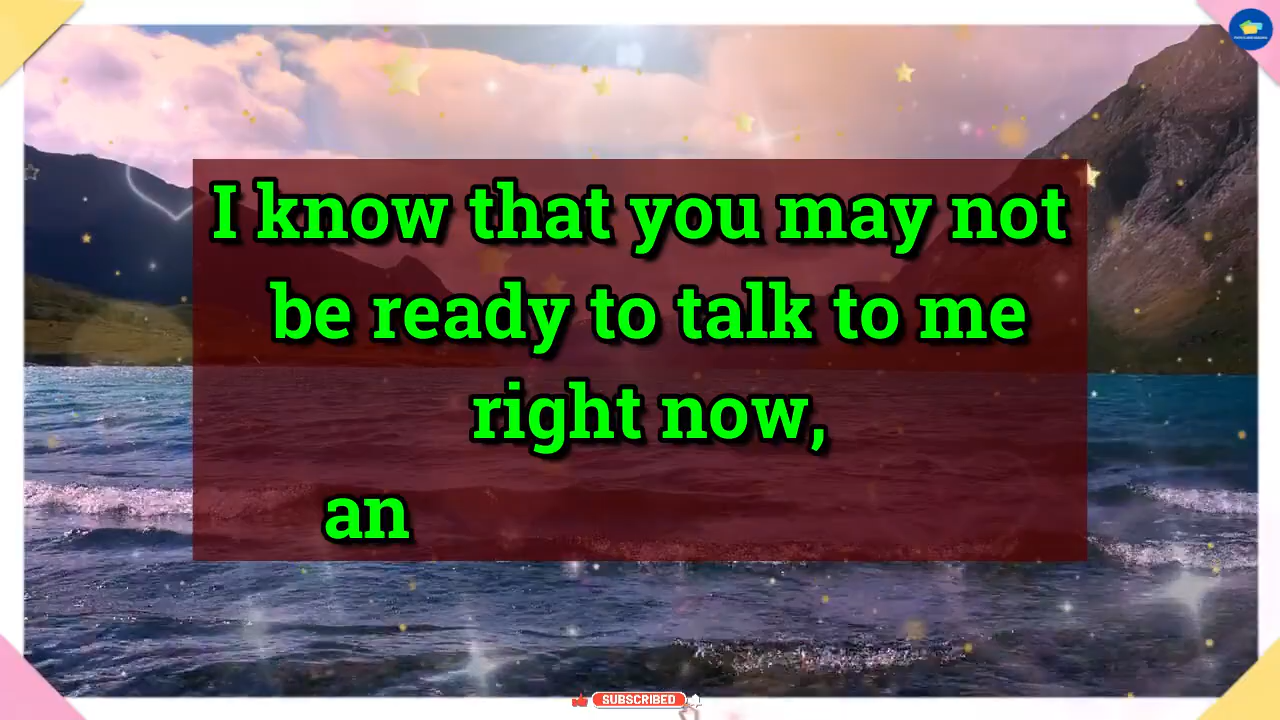 I know that you may not
be ready to talk to me
right now,
an
SUBSCRIBED